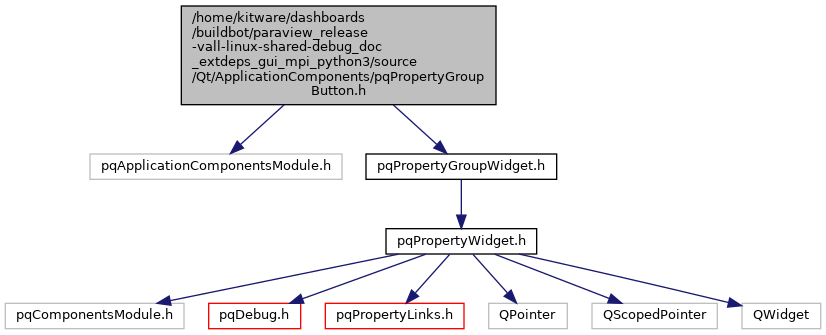 /home/kitware/dashboards
/buildbot/paraview_release
-vall-linux-shared-debug_doc
_extdeps_gui_mpi_python3/source
/Qt/ApplicationComponents/pqPropertyGroup
Button.h
pqApplicationComponentsModule.h
pqPropertyGroupWidget.h
pqPropertyWidget.h
pqComponentsModule.h
pqDebug.h
pqPropertyLinks.h
QPointer
QScopedPointer
QWidget